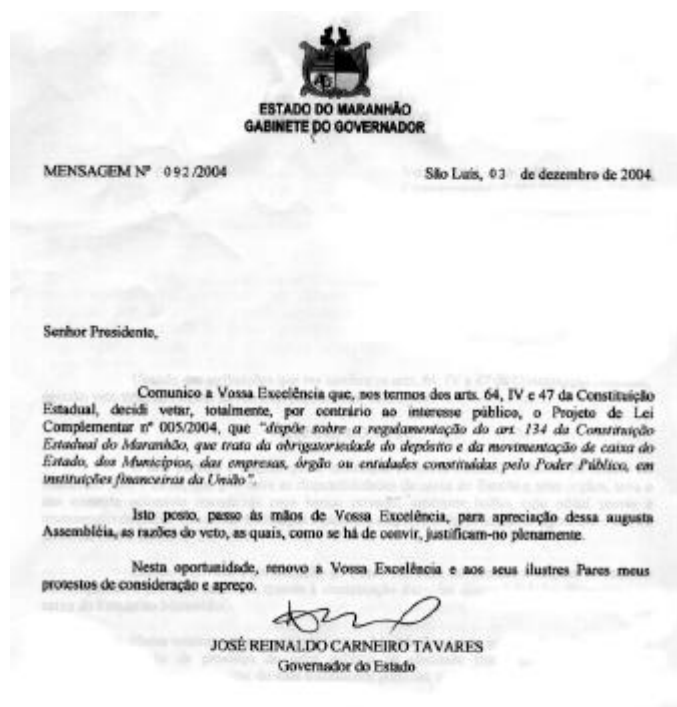 ESTADO DO MARANHÃO
GABINETE DO GOVERNADOR
MENSAGEM Nº 092/2004
São Luís, 03 de dezembro de 2004.
Senhor Presidente,
Comunico a Vossa Excelência que, nos termos dos arts. 64, IV e 47 da Constituição
Estadual, decidi vetar, totalmente, por contrário ao interesse público, o Projeto de Lei
Complementar nº 005/2004, que "dispõe sobre a regulamentação do art. 134 da Constituição
Estadual do Maranhão, que trata da obrigatoriedade do depósito e da movimentação de caixa do
Estado, dos Municípios, das empresas, órgão ou entidades constituídas pelo Poder Público, em
instituições financeiras da União".
Isto posto, passo às mãos de Vossa Excelência, para apreciação dessa augusta
Assembléia, as razões do veto, as quais, como se há de convir, justificam-no plenamente.
Nesta oportunidade, renovo a Vossa Excelência e aos seus ilustres Pares meus
protestos de consideração e apreço.
JOSÉ REINALDO CARNEIRO TAVARES
Governador do Estado